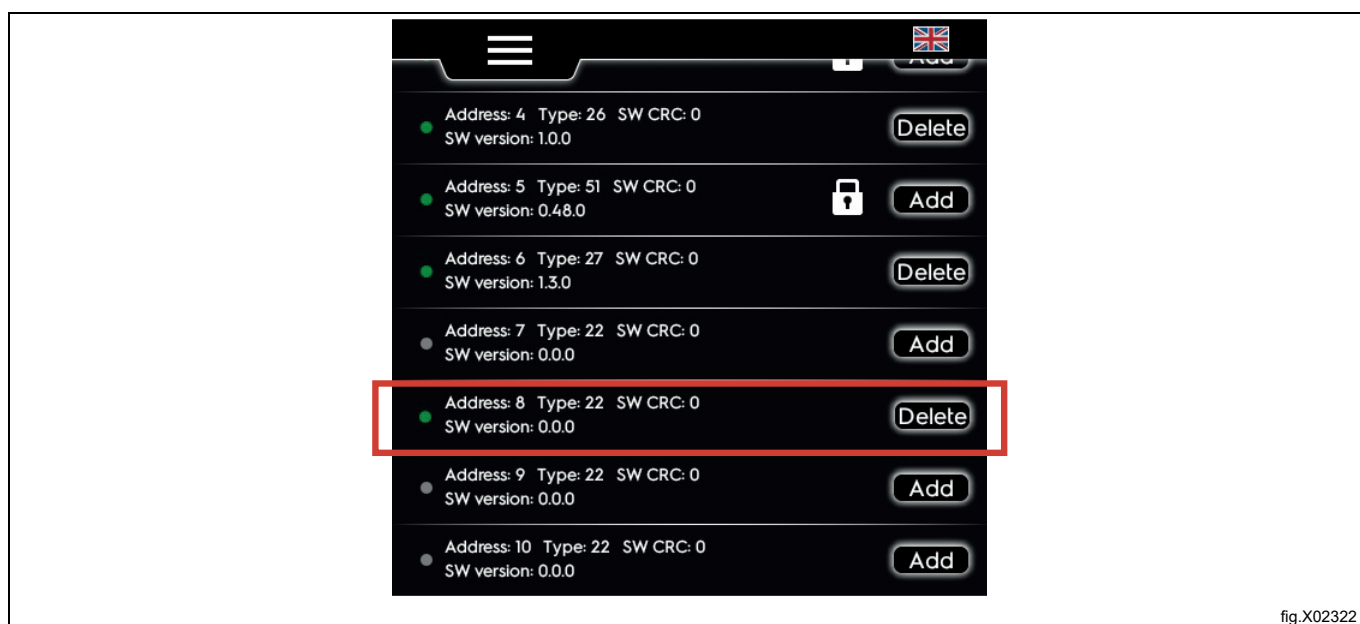 Add
Address: 4 Type: 26 SW CRC: 0
SW version: 1.0.0
Delete
Address: 5 Type: 51 SW CRC: 0
SW version: 0.48.0
Add
Address: 6 Type: 27 SW CRC: 0
SW version: 1.3.0
Delete
Address: 7 Type: 22 SW CRC: 0
SW version: 0.0.0
Add
Address: 8 Type: 22 SW CRC: 0
SW version: 0.0.0
Delete
Address: 9 Type: 22 SW CRC: 0
SW version: 0.0.0
Add
Address: 10 Type: 22 SW CRC: 0
SW version: 0.0.0
Add
fig.X02322